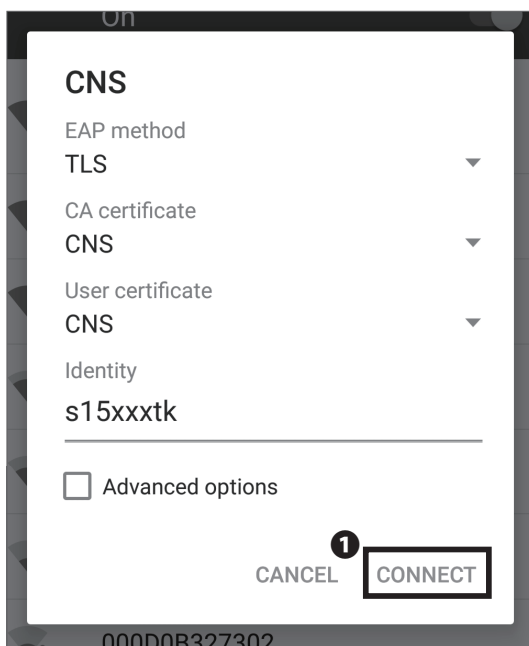 On
CNS
EAP method
TLS
CA certificate
CNS
User certificate
CNS
Identity
s15xxxtk
Advanced options
1
CANCEL CONNECT
000D0B327302